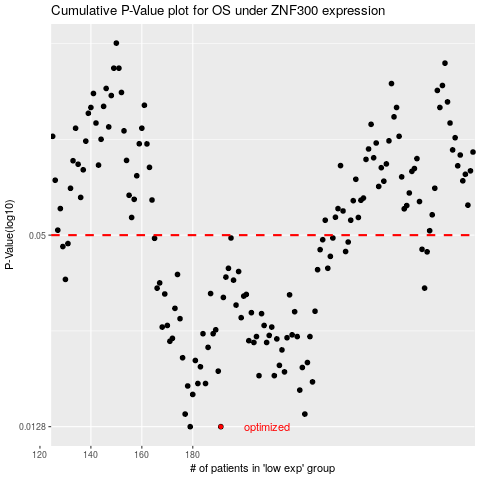 Cumulative P-Value plot for OS under ZNF300 expression
P-Value(log10)
0.05
0.0128
optimized
120 140 160 180
# of patients in 'low exp' group